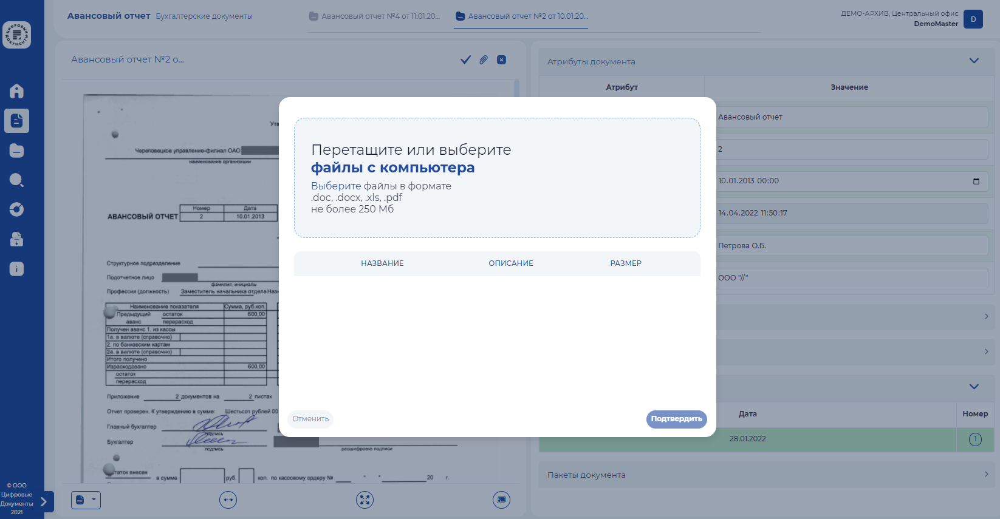 Авансовый отчет Бухгалтерские документы
Авансовый отчет №4 от 11.01.20...
Авансовый отчет №2 от 10.01.20...
ДЕМО-АРХИВ, Центральный офис
DemoMaster
D
ЦИФРОВЫЕ ДОКУМЕНТЫ
Авансовый отчет №2 о...
Череповецкое управление-филиал ОАО
наименование организации
Номер Дата
АВАНСОВЫЙ ОТЧЕТ 2 10.01.2013
Структурное подразделение
Подотчетное лицо
фамилия, инициалы
Профессия (должность) Заместитель начальника отдела
Наименование показателя Сумма, руб.коп.
Предыдущий остаток 600,00
аванс перерасход
Получен аванс 1. из кассы
1а. в валюте (справочно)
2. по банковским картам
2а. в валюте (справочно)
Итого получено
Израсходовано 600,00
остаток
перерасход
Приложение 2 документов на 2 листах
Отчет проверен. К утверждению в сумме: Шестьсот рублей 00
Главный бухгалтер
подпись
Бухгалтер
подпись расшифровка подписи
внесен
в сумме руб. коп. по кассовому ордеру № " " 20 г.
PDF
Перетащите или выберите
файлы с компьютера
Выберите файлы в формате
.doc, .docx, .xls, .pdf
не более 250 Мб
НАЗВАНИЕ ОПИСАНИЕ РАЗМЕР
Отменить
Подтвердить
Атрибуты документа
Атрибут Значение
Авансовый отчет
2
10.01.2013 00:00
14.04.2022 11:50:17
Петрова О.Б.
ООО "//"
Дата Номер
28.01.2022 1
Пакеты документа
© ООО
Цифровые
Документы
2021